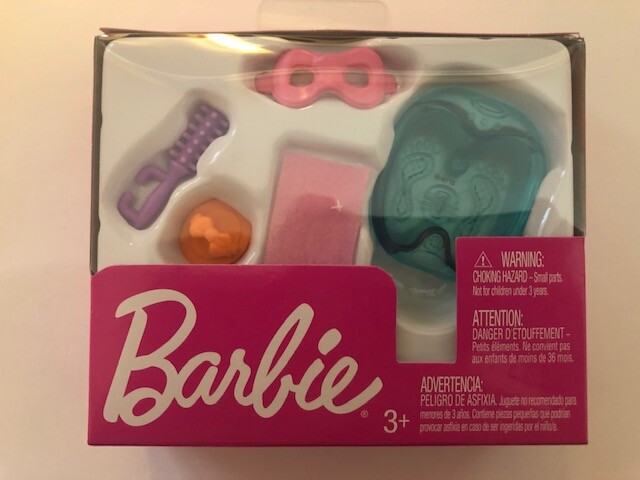 WARNING:
CHOKING HAZARD – Small parts.
Not for children under 3 years.
ATTENTION:
DANGER D'ETOUFFEMENT –
Petits éléments. Ne convient pas
aux enfants de moins de 36 mois.
Barbie®
3+
ADVERTENCIA:
PELIGRO DE ASFIXIA. Juguete no recomendado para
menores de 3 años. Contiene piezas pequeñas que podrían
provocar asfixia en caso de ser ingeridas por el niño/a.